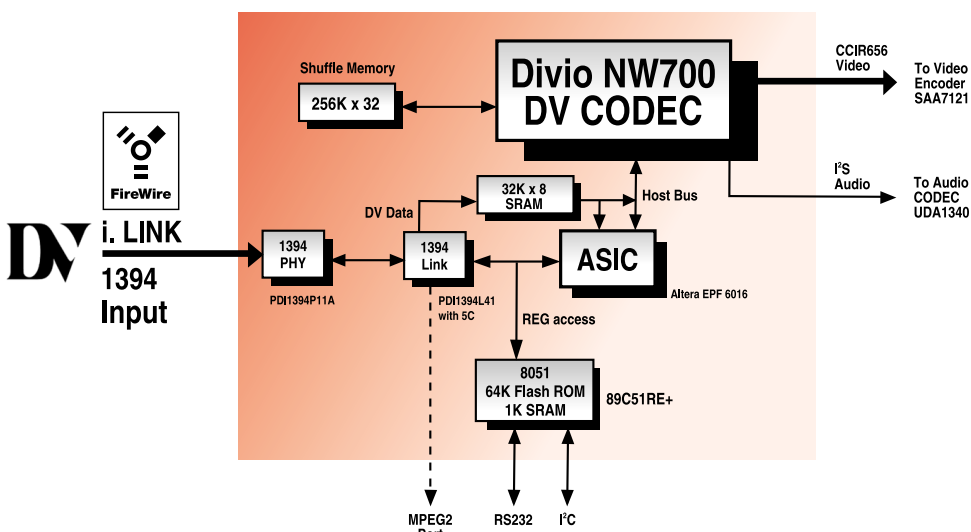 Divio NW700
DV CODEC
CCIR656
Video
To Video
Encoder
SAA7121
Shuffle Memory
256K x 32
FireWire
I²S
Audio
To Audio
CODEC
UDA1340
32K x 8
SRAM
Host Bus
DV Data
DV
i. LINK
1394
Input
1394
PHY
PDI1394P11A
1394
Link
PDI1394L41
with 5C
ASIC
Altera EPF 6016
REG access
8051
64K Flash ROM
1K SRAM
89C51RE+
MPEG2
Port
RS232
I²C